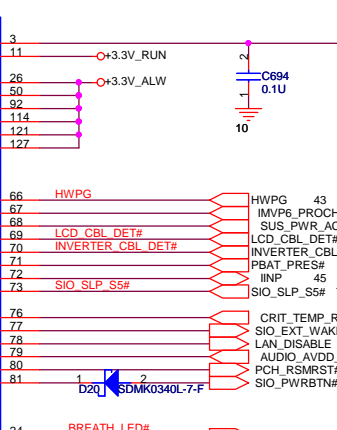 3
11 +3.3V_RUN
2
C694
0.1U
1
10
26 +3.3V_ALW
50
92
114
121
127
66 HWPG HWPG 43
67 IMVP6_PROCH
68 SUS_PWR_AC
69 LCD_CBL_DET# LCD_CBL_DET#
70 INVERTER_CBL_DET# INVERTER_CBL
71 PBAT_PRES#
72 IINP 45
73 SIO_SLP_S5# SIO_SLP_S5#
76 CRIT_TEMP_R
77 SIO_EXT_WAK
78 LAN_DISABLE
79 AUDIO_AVDD_
80 PCH_RSMRST#
81 1 2 SIO_PWRBTN#
D20 SDMK0340L-7-F
BREATH_LED#